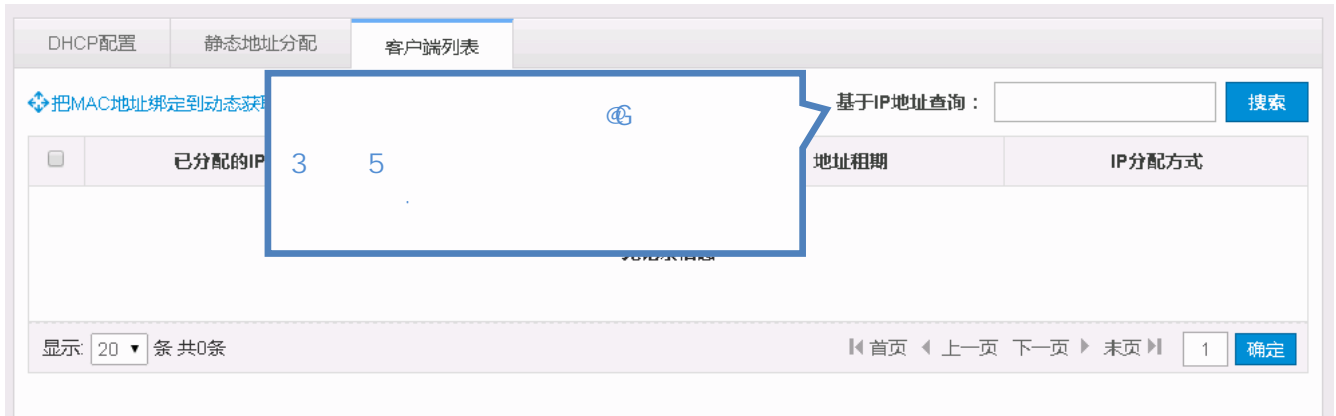 DHCP配置 静态地址分配 客户端列表
把MAC地址绑定到动态获 基于IP地址查询： 搜索
@G
已分配的IP 3 5 地址租期 IP分配方式
.
显示: 20 条 共0条 首页 上一页 下一页 末页 1 确定